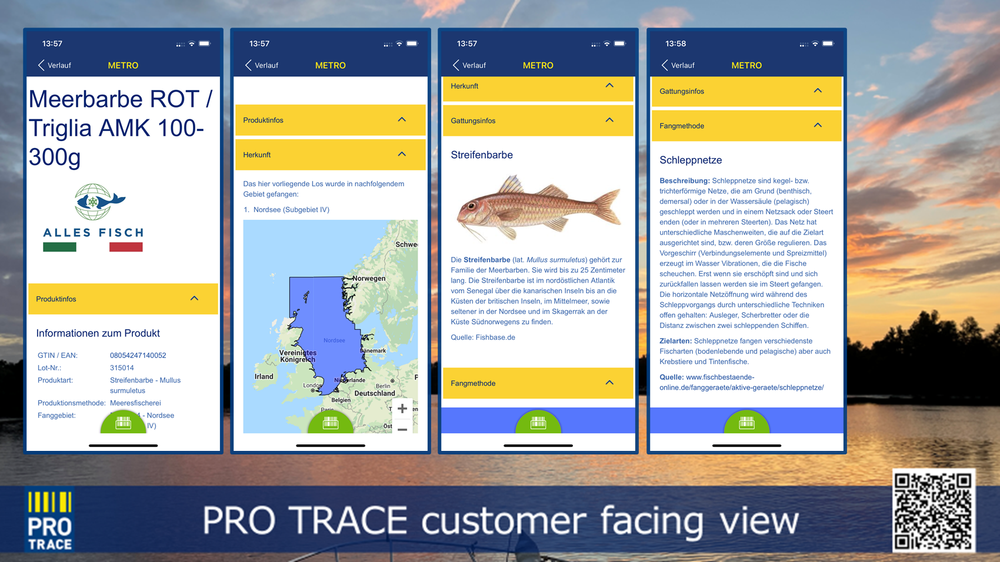 13:57
Verlauf
METRO
Meerbarbe ROT /
Triglia AMK 100-
300g
ALLES FISCH
Produktinfos
Informationen zum Produkt
GTIN / EAN: 08054247140052
Lot-Nr.: 315014
Produktart: Streifenbarbe - Mullus
surmuletus
Produktionsmethode: Meeresfischerei
Fanggebiet: 4 - Nordsee
IV)
13:57
Verlauf
METRO
Produktinfos
Herkunft
Das hier vorliegende Los wurde in nachfolgendem
Gebiet gefangen:
1. Nordsee (Subgebiet IV)
Schwe
Norwegen
Nordsee
Vereinigtes
Königreich
Dänemark
Irland
London
Niederlande
Berlin
Deutschland
Belgien
Paris
Tschechien
Öst
+
−
13:57
Verlauf
METRO
Herkunft
Gattungsinfos
Streifenbarbe
Die Streifenbarbe (lat. Mullus surmuletus) gehört zur
Familie der Meerbarben. Sie wird bis zu 25 Zentimeter
lang. Die Streifenbarbe ist im nordöstlichen Atlantik
vom Senegal über die kanarischen Inseln bis an die
Küsten der britischen Inseln, im Mittelmeer, sowie
seltener in der Nordsee und im Skagerrak an der
Küste Südnorwegens zu finden.
Quelle: Fishbase.de
Fangmethode
13:58
Verlauf
METRO
Gattungsinfos
Fangmethode
Schleppnetze
Beschreibung: Schleppnetze sind kegel- bzw.
trichterförmige Netze, die am Grund (benthisch,
demersal) oder in der Wassersäule (pelagisch)
geschleppt werden und in einem Netzsack oder Steert
enden (oder in mehreren Steerten). Das Netz hat
unterschiedliche Maschenweiten, die auf die Zielart
ausgerichtet sind, bzw. deren Größe regulieren. Das
Vorgeschirr (Verbindungselemente und Spreizmittel)
erzeugt im Wasser Vibrationen, die die Fische
scheuchen. Erst wenn sie erschöpft sind und sich
zurückfallen lassen werden sie im Steert gefangen.
Die horizontale Netzöffnung wird während des
Schleppvorgangs durch unterschiedliche Techniken
offen gehalten: Ausleger, Scherbretter oder die
Distanz zwischen zwei schleppenden Schiffen.
Zielarten: Schleppnetze fangen verschiedenste
Fischarten (bodenlebende und pelagische) aber auch
Krebstiere und Tintenfische.
Quelle: www.fischbestaende-
online.de/fanggeraete/aktive-geraete/schleppnetze/
PRO
TRACE
PRO TRACE customer facing view